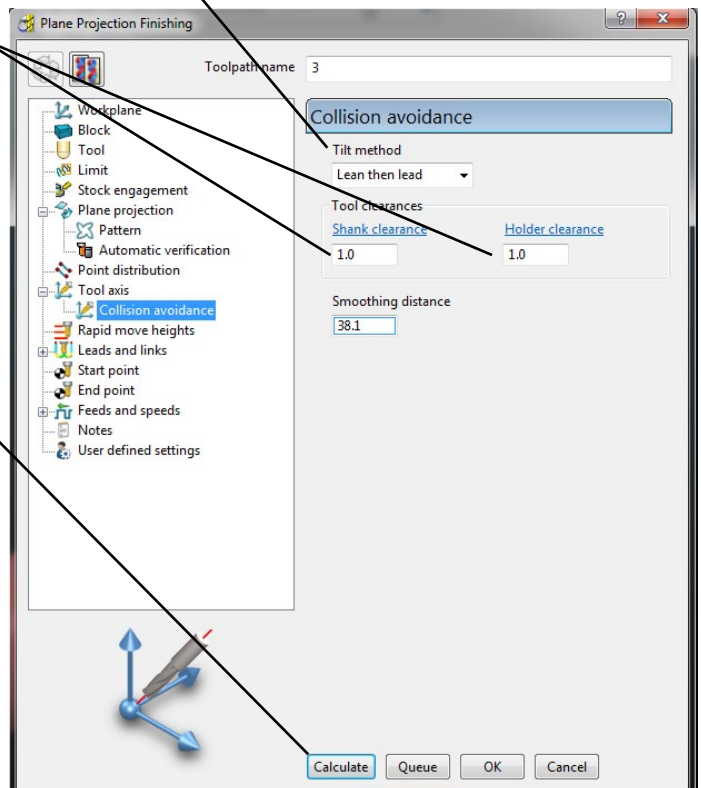 Plane Projection Finishing
Toolpath name 3
Workplane
Block
Tool
Limit
Stock engagement
Plane projection
Pattern
Automatic verification
Point distribution
Tool axis
Collision avoidance
Rapid move heights
Leads and links
Start point
End point
Feeds and speeds
Notes
User defined settings
Collision avoidance
Tilt method
Lean then lead
Tool clearances
Shank clearance Holder clearance
1.0 1.0
Smoothing distance
38.1
Calculate Queue OK Cancel